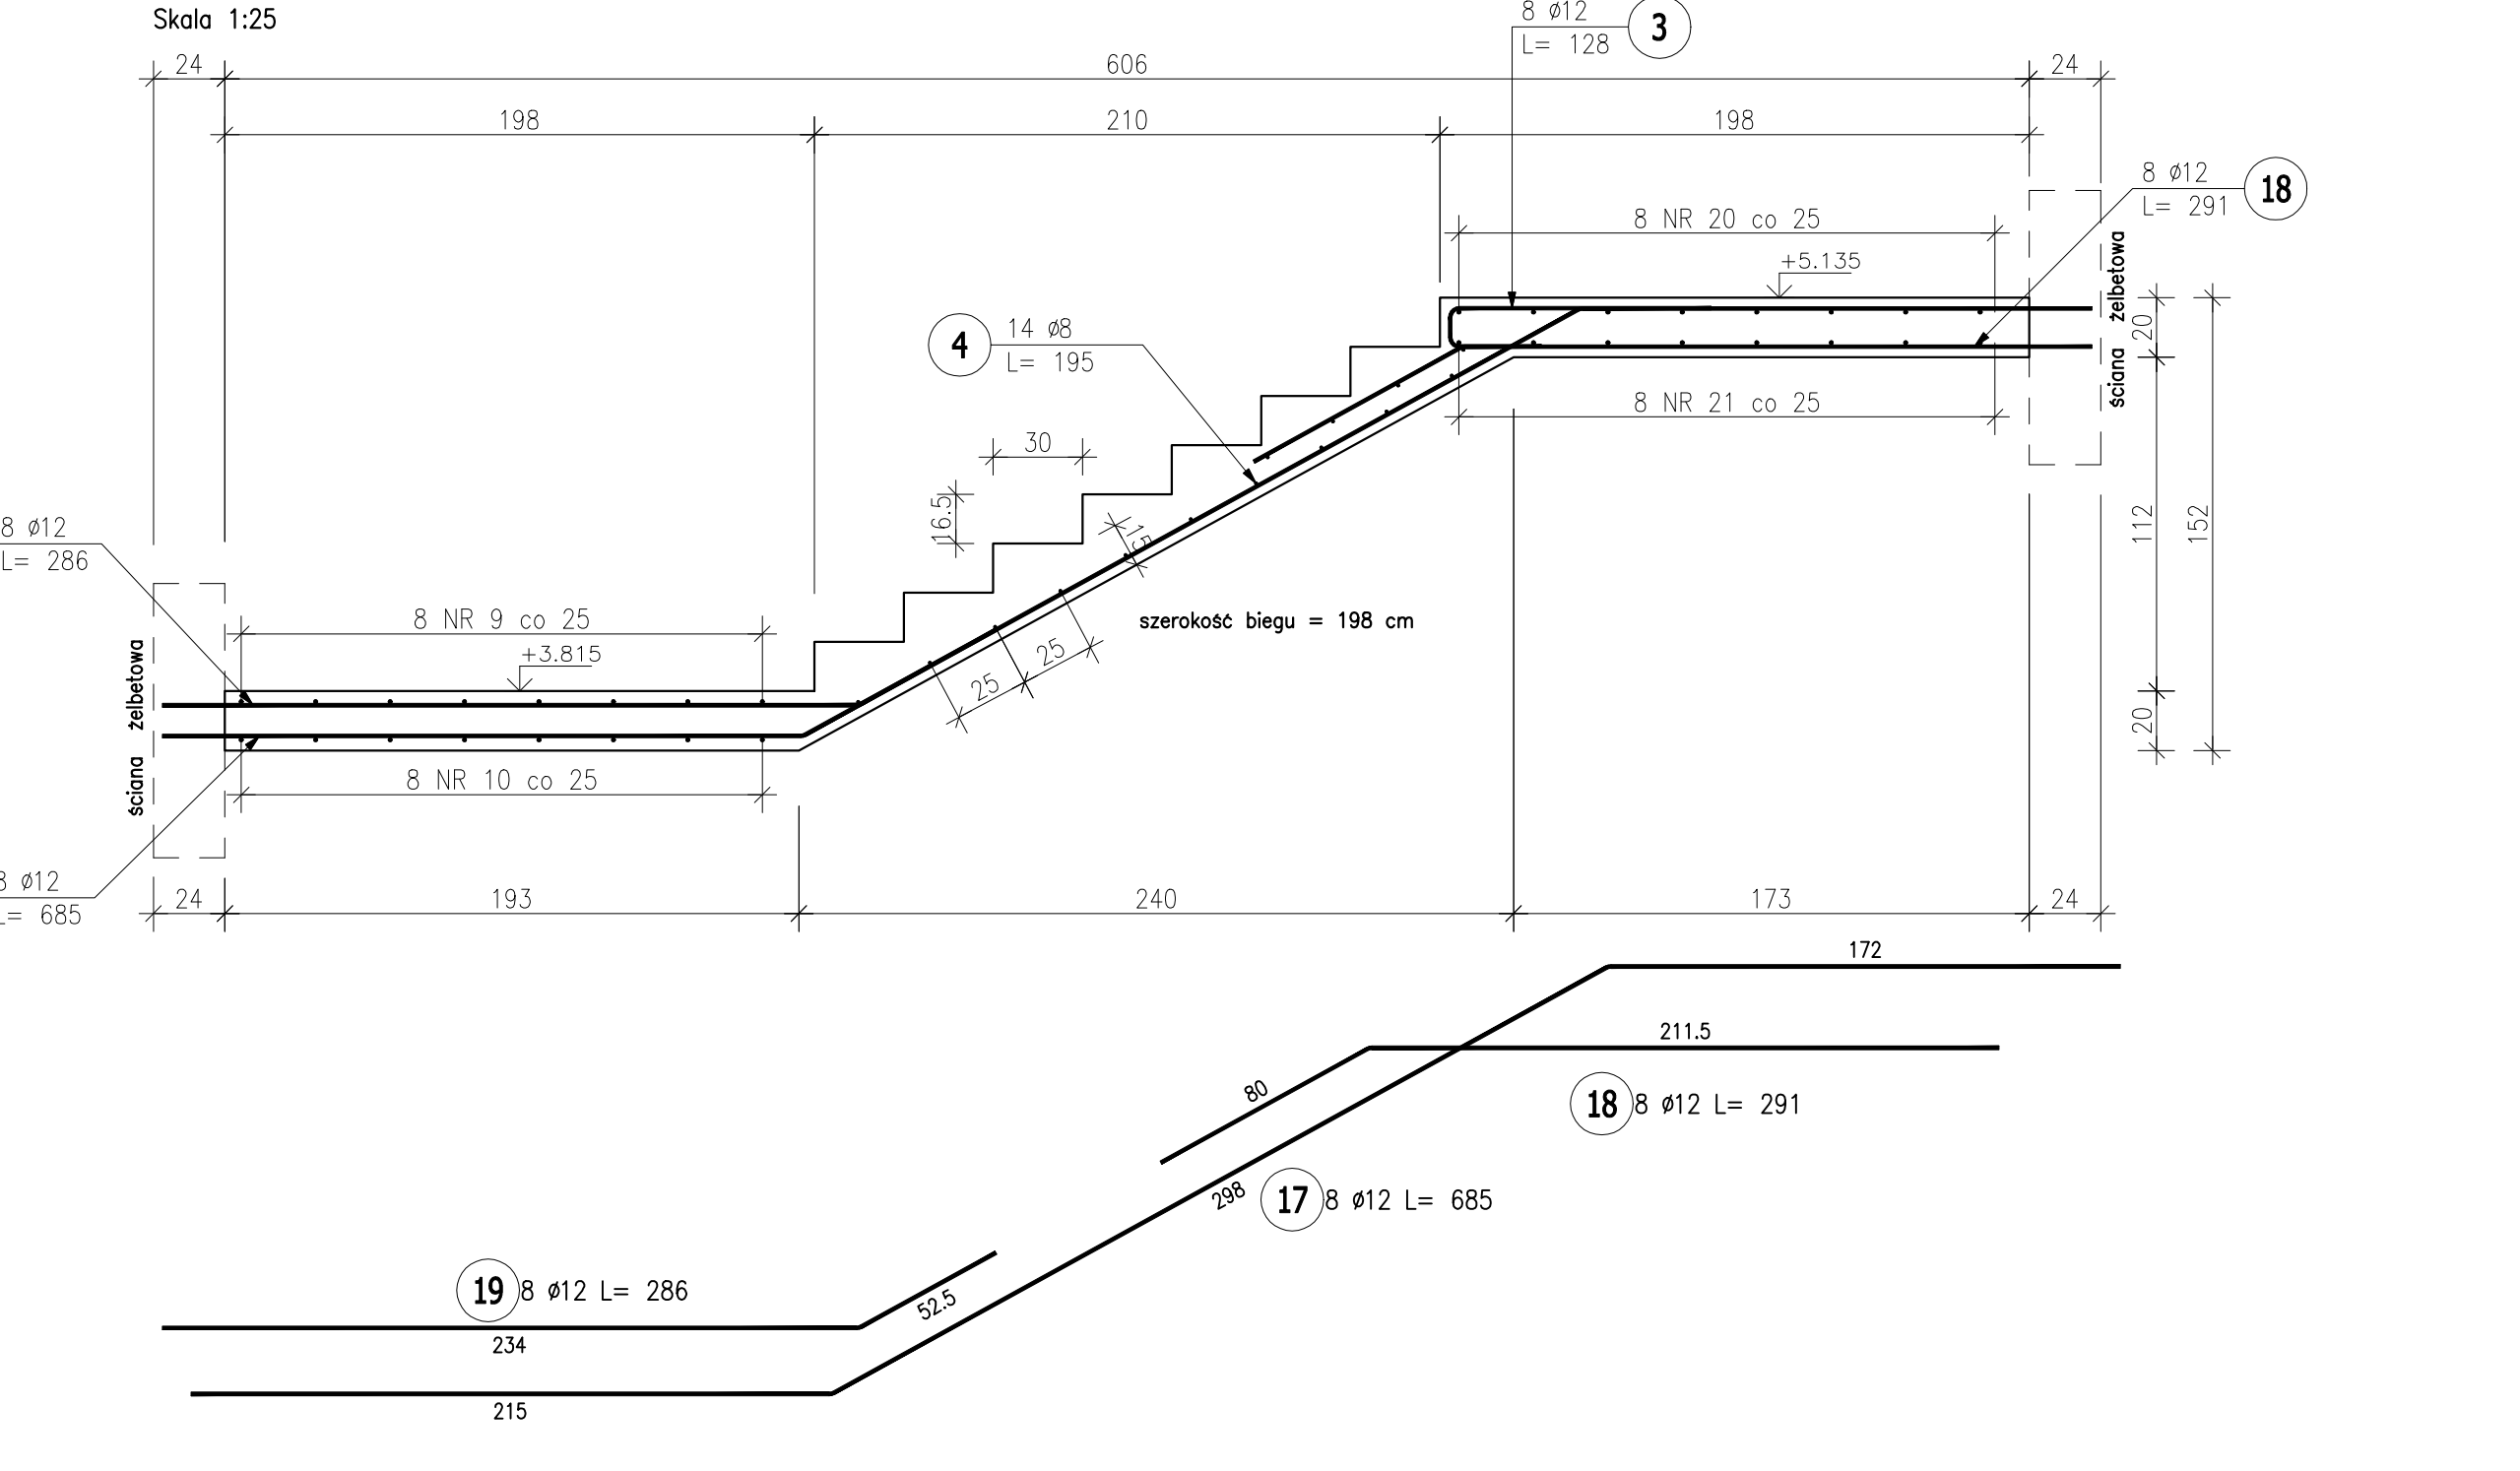 Skala 1:25
8 ø12
L= 128
3
24
606
24
198
210
198
8 ø12
L= 291
18
8 NR 20 co 25
+5.135
ściana żelbetowa
20
4
14 ø8
L= 195
8 NR 21 co 25
30
16.5
15
112
152
8 ø12
L= 286
szerokość biegu = 198 cm
8 NR 9 co 25
+3.815
25
25
20
ściana żelbetowa
8 NR 10 co 25
8 ø12
L= 685
24
193
240
173
24
172
211.5
80
18 8 ø12 L= 291
298
17 8 ø12 L= 685
19 8 ø12 L= 286
52.5
234
215